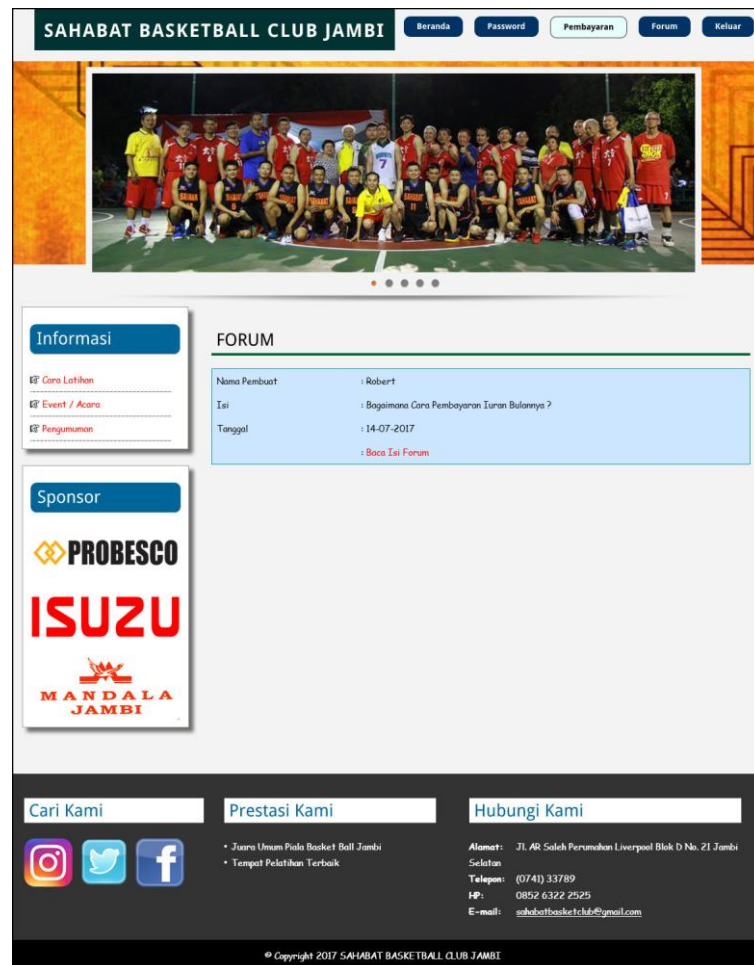 SAHABAT BASKETBALL CLUB JAMBI
Beranda
Password
Pembayaran
Forum
Keluar
Informasi
Cara Latihan
Event / Acara
Pengumuman
FORUM
Nama Pembuat : Robert
Isi : Bagaimana Cara Pembayaran Iuran Bulannya ?
Tanggal : 14-07-2017
: Baca Isi Forum
Sponsor
PROBESCO
ISUZU
MANDALA
JAMBI
Cari Kami
Prestasi Kami
• Juara Umum Piala Basket Ball Jambi
• Tempat Pelatihan Terbaik
Hubungi Kami
Alamat: Jl. AR Saleh Perumahan Liverpool Blok D No. 21 Jambi
Selatan
Telepon: (0741) 33789
HP: 0852 6322 2525
E-mail: sahabatbasketclub@gmail.com
© Copyright 2017 SAHABAT BASKETBALL CLUB JAMBI